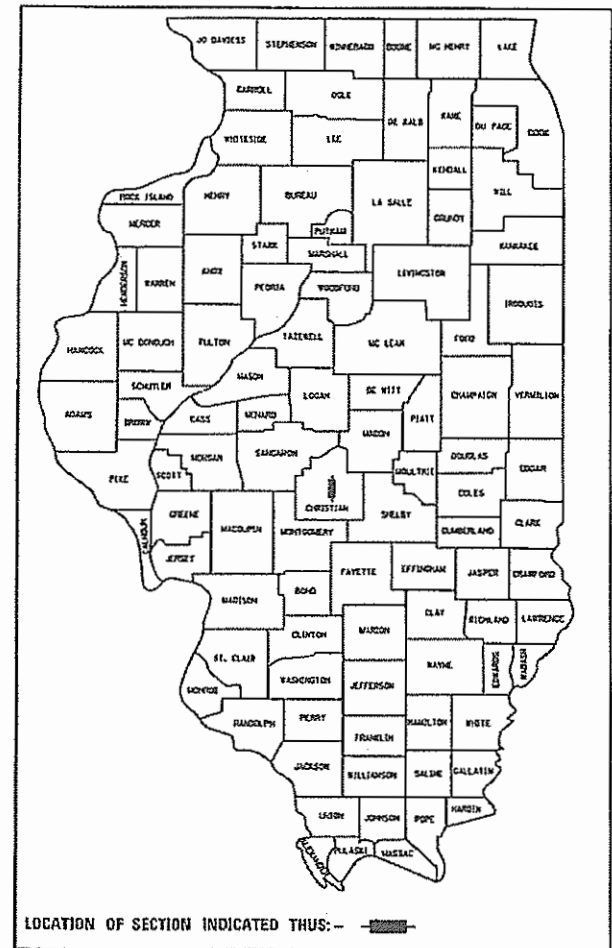 JO DAVIESS STEPHENSON WINNEBAGO BOONE MC HENRY LAKE
CARROLL OGLE
DE KALB KANE DU PAGE COOK
WHITESIDE LEE
KENDALL
ROCK ISLAND HENRY BUREAU LA SALLE GRUNDY WILL
MERCER
PUTNAM
STARK MARSHALL KANKAKEE
HENDERSON WARREN KNOX PEORIA WOODFORD LIVINGSTON IROQUOIS
HANCOCK MC DONOUGH FULTON TAZEWELL MC LEAN FORD
MASON
SCHUYLER LOGAN DE WITT CHAMPAIGN VERMILION
ADAMS BROWN CASS MENARD MACON PIATT
PIKE SCOTT MORGAN SANGAMON MOULTRIE DOUGLAS EDGAR
CHRISTIAN COLES
CALHOUN GREENE MACOUPIN MONTGOMERY SHELBY CUMBERLAND CLARK
JERSEY
FAYETTE EFFINGHAM JASPER CRAWFORD
MADISON BOND
CLAY RICHLAND LAWRENCE
CLINTON MARION
ST. CLAIR WAYNE EDWARDS WABASH
WASHINGTON JEFFERSON
MONROE
RANDOLPH PERRY HAMILTON WHITE
FRANKLIN
JACKSON WILLIAMSON SALINE GALLATIN
UNION JOHNSON POPE HARDIN
ALEXANDER PULASKI MASSAC
LOCATION OF SECTION INDICATED THUS:-